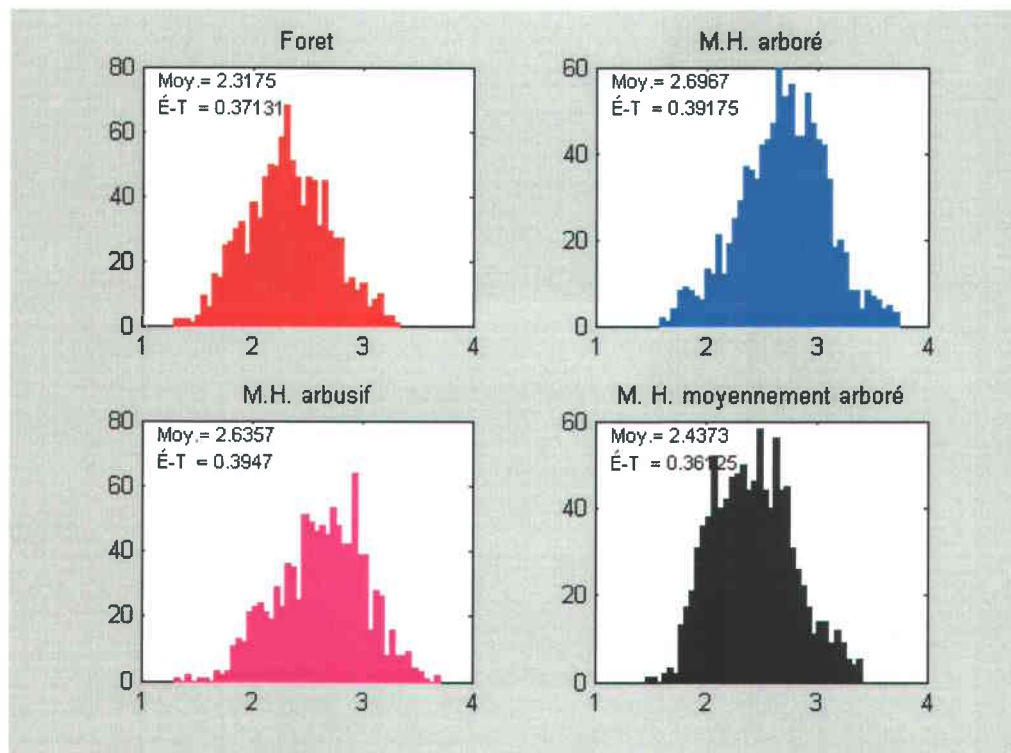 Foret
Moy.= 2.3175
É-T = 0.37131
80
60
40
20
0
1 2 3 4
M.H. arboré
Moy.= 2.6967
É-T = 0.39175
60
40
20
0
1 2 3 4
M.H. arbusif
Moy.= 2.6357
É-T = 0.3947
80
60
40
20
0
1 2 3 4
M. H. moyennement arboré
Moy.= 2.4373
É-T = 0.36125
60
40
20
0
1 2 3 4